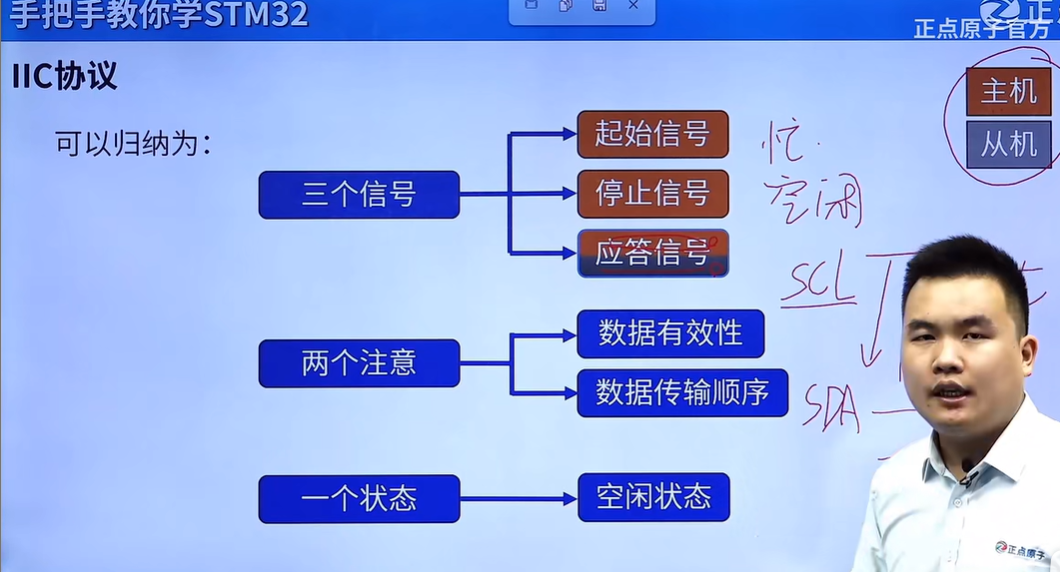 手把手教你学STM32
正点原子官方
IIC协议
可以归纳为：
主机
从机
三个信号
起始信号
忙
停止信号
空闲
应答信号
SCL
两个注意
数据有效性
数据传输顺序
SDA
一个状态
空闲状态
正点原子